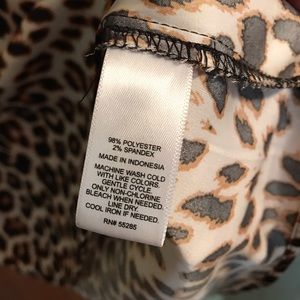 98% POLYESTER
2% SPANDEX
MADE IN INDONESIA
MACHINE WASH COLD
WITH LIKE COLORS.
GENTLE CYCLE.
ONLY NON-CHLORINE
BLEACH WHEN NEEDED.
LINE DRY.
COOL IRON IF NEEDED.
RN# 55285